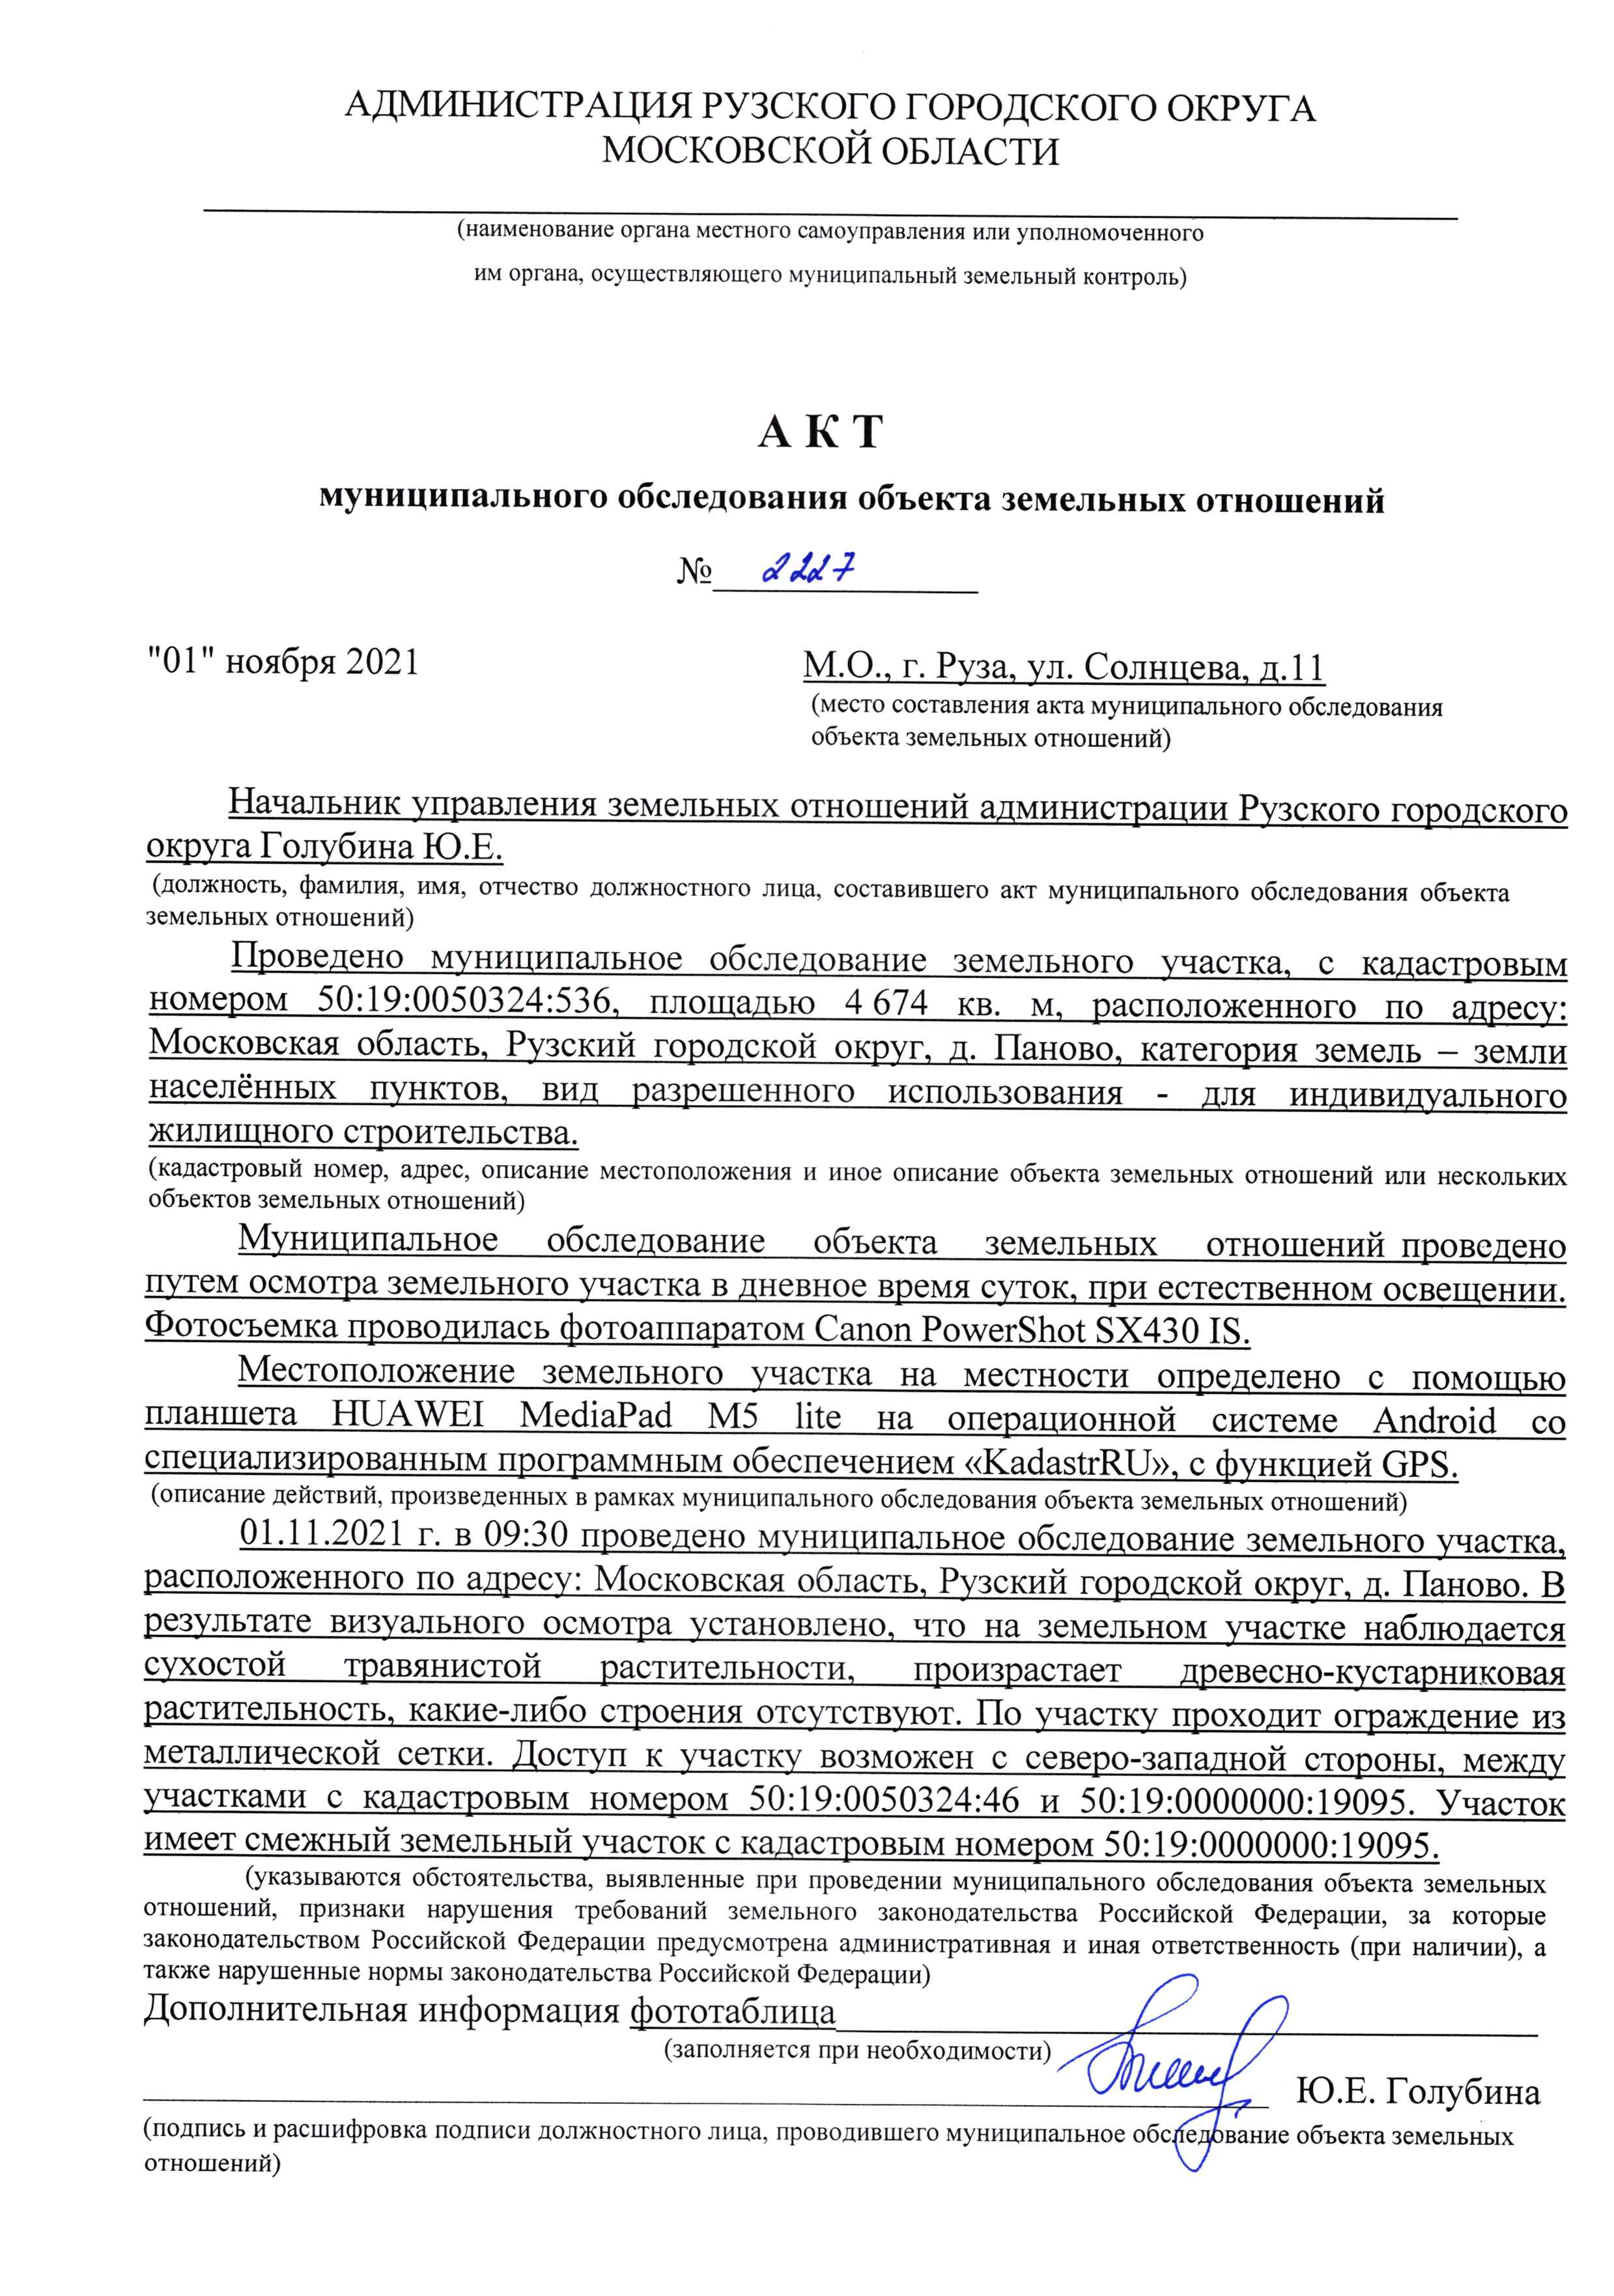 АДМИНИСТРАЦИЯ РУЗСКОГО ГОРОДСКОГО ОКРУГА
МОСКОВСКОЙ ОБЛАСТИ
(наименование органа местного самоуправления или уполномоченного
им органа, осуществляющего муниципальный земельный контроль)
А К Т
муниципального обследования объекта земельных отношений
№ 2227
"01" ноября 2021 М.О., г. Руза, ул. Солнцева, д.11
(место составления акта муниципального обследования
объекта земельных отношений)
Начальник управления земельных отношений администрации Рузского городского
округа Голубина Ю.Е.
(должность, фамилия, имя, отчество должностного лица, составившего акт муниципального обследования объекта
земельных отношений)
Проведено муниципальное обследование земельного участка, с кадастровым
номером 50:19:0050324:536, площадью 4 674 кв. м, расположенного по адресу:
Московская область, Рузский городской округ, д. Паново, категория земель – земли
населённых пунктов, вид разрешенного использования - для индивидуального
жилищного строительства.
(кадастровый номер, адрес, описание местоположения и иное описание объекта земельных отношений или нескольких
объектов земельных отношений)
Муниципальное обследование объекта земельных отношений проведено
путем осмотра земельного участка в дневное время суток, при естественном освещении.
Фотосъемка проводилась фотоаппаратом Canon PowerShot SX430 IS.
Местоположение земельного участка на местности определено с помощью
планшета HUAWEI MediaPad M5 lite на операционной системе Android со
специализированным программным обеспечением «KadastrRU», с функцией GPS.
(описание действий, произведенных в рамках муниципального обследования объекта земельных отношений)
01.11.2021 г. в 09:30 проведено муниципальное обследование земельного участка,
расположенного по адресу: Московская область, Рузский городской округ, д. Паново. В
результате визуального осмотра установлено, что на земельном участке наблюдается
сухостой травянистой растительности, произрастает древесно-кустарниковая
растительность, какие-либо строения отсутствуют. По участку проходит ограждение из
металлической сетки. Доступ к участку возможен с северо-западной стороны, между
участками с кадастровым номером 50:19:0050324:46 и 50:19:0000000:19095. Участок
имеет смежный земельный участок с кадастровым номером 50:19:0000000:19095.
(указываются обстоятельства, выявленные при проведении муниципального обследования объекта земельных
отношений, признаки нарушения требований земельного законодательства Российской Федерации, за которые
законодательством Российской Федерации предусмотрена административная и иная ответственность (при наличии), а
также нарушенные нормы законодательства Российской Федерации)
Дополнительная информация фототаблица
(заполняется при необходимости)
Ю.Е. Голубина
(подпись и расшифровка подписи должностного лица, проводившего муниципальное обследование объекта земельных
отношений)